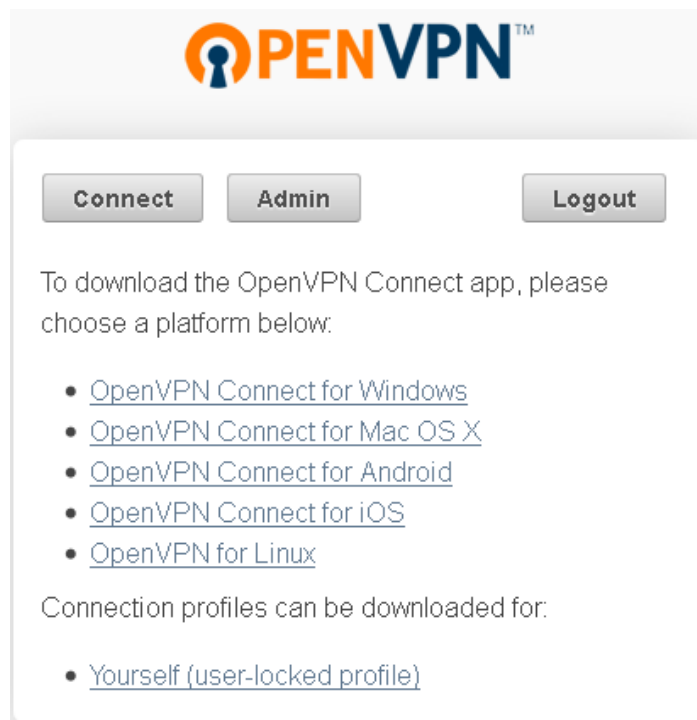 OPENVPN™
Connect Admin Logout
To download the OpenVPN Connect app, please
choose a platform below:
• OpenVPN Connect for Windows
• OpenVPN Connect for Mac OS X
• OpenVPN Connect for Android
• OpenVPN Connect for iOS
• OpenVPN for Linux
Connection profiles can be downloaded for:
• Yourself (user-locked profile)